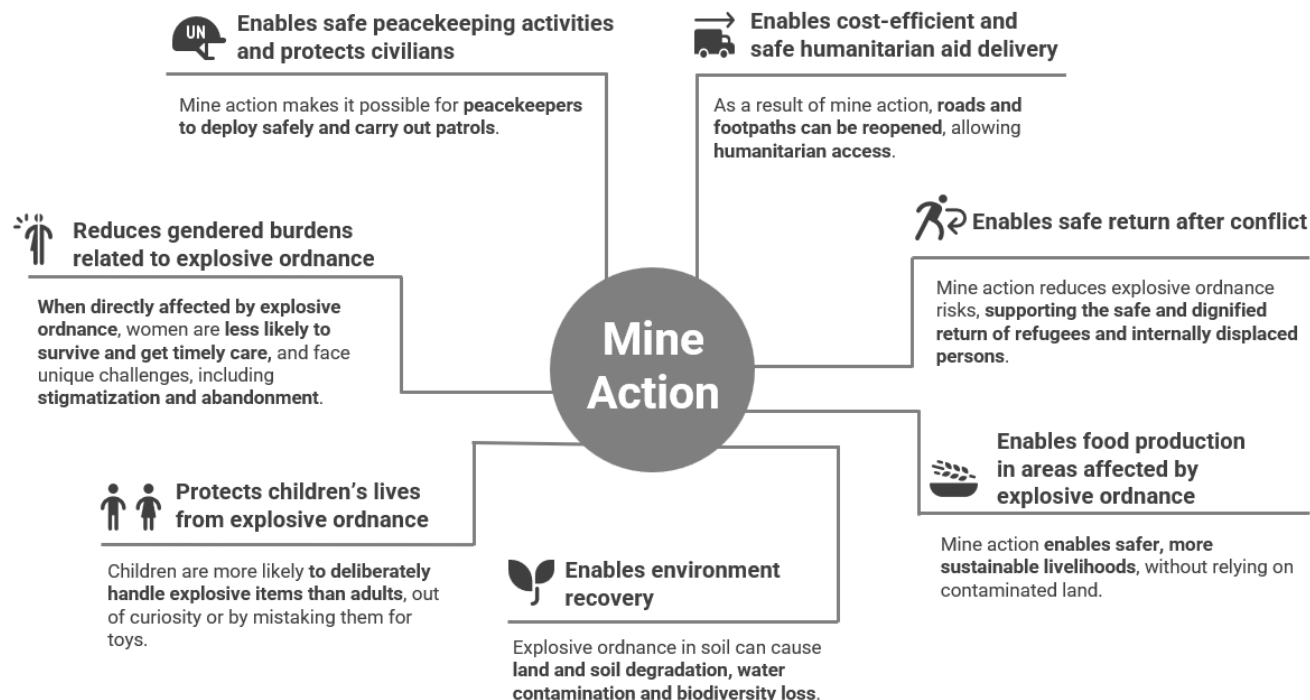 UN
Enables safe peacekeeping activities
and protects civilians
Mine action makes it possible for peacekeepers
to deploy safely and carry out patrols.
Enables cost-efficient and
safe humanitarian aid delivery
As a result of mine action, roads and
footpaths can be reopened, allowing
humanitarian access.
Reduces gendered burdens
related to explosive ordnance
When directly affected by explosive
ordnance, women are less likely to
survive and get timely care, and face
unique challenges, including
stigmatization and abandonment.
Enables safe return after conflict
Mine action reduces explosive ordnance
risks, supporting the safe and dignified
return of refugees and internally displaced
persons.
Mine
Action
Protects children’s lives
from explosive ordnance
Children are more likely to deliberately
handle explosive items than adults, out
of curiosity or by mistaking them for
toys.
Enables environment
recovery
Explosive ordnance in soil can cause
land and soil degradation, water
contamination and biodiversity loss.
Enables food production
in areas affected by
explosive ordnance
Mine action enables safer, more
sustainable livelihoods, without relying on
contaminated land.